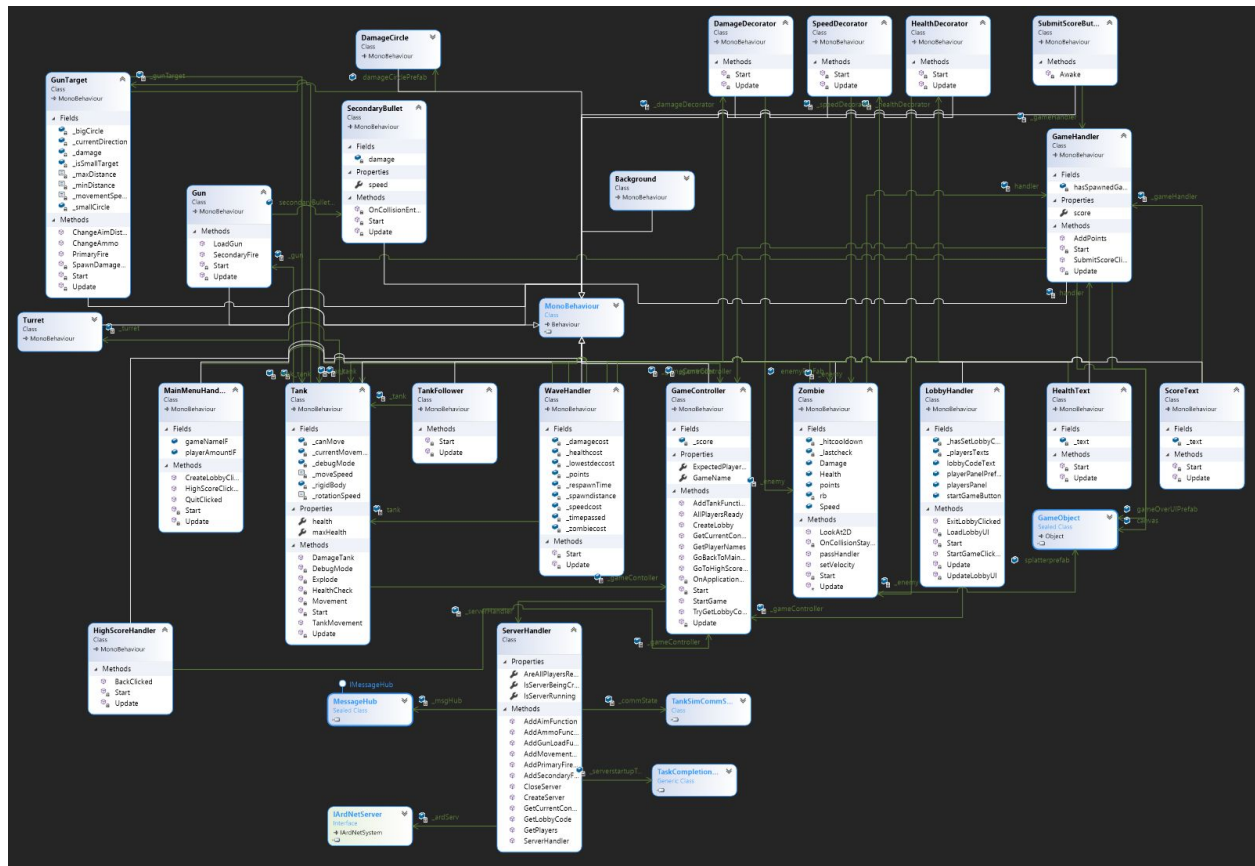 DamageCircle
Class
MonoBehaviour
_gunTarget
damageCirclePrefab
GunTarget
Class
MonoBehaviour
Fields
_bigCircle
_currentDirection
_damage
_isSmallTarget
_maxDistance
_minDistance
_movementSpe...
_smallCircle
Methods
ChangeAimDist...
ChangeAmmo
PrimaryFire
SpawnDamage...
Start
Update
SecondaryBullet
Class
MonoBehaviour
Fields
damage
Properties
speed
Methods
OnCollisionEnt...
Start
Update
Gun
Class
MonoBehaviour
Methods
LoadGun
SecondaryFire
Start
Update
secondaryBullet...
_gun
Turret
Class
MonoBehaviour
_turret
Background
Class
MonoBehaviour
MonoBehaviour
Class
Behaviour
DamageDecorator
Class
MonoBehaviour
Methods
Start
Update
SpeedDecorator
Class
MonoBehaviour
Methods
Start
Update
HealthDecorator
Class
MonoBehaviour
Methods
Start
Update
SubmitScoreBut...
Class
MonoBehaviour
Methods
Awake
_damageDecorator
_speedDecorator
_healthDecorator
_gameHandler
GameHandler
Class
MonoBehaviour
Fields
hasSpawnedGa...
Properties
score
Methods
AddPoints
Start
SubmitScoreCli...
Update
handler
_gameHandler
handler
MainMenuHand...
Class
MonoBehaviour
Fields
gameNameIF
playerAmountIF
Methods
CreateLobbyCli...
HighScoreClick...
QuitClicked
Start
Update
_tank
Tank
Class
MonoBehaviour
Fields
_canMove
_currentMovem...
_debugMode
_moveSpeed
_rigidBody
_rotationSpeed
Properties
health
maxHealth
Methods
DamageTank
DebugMode
Explode
HealthCheck
Movement
Start
TankMovement
Update
TankFollower
Class
MonoBehaviour
Methods
Start
Update
_tank
tank
WaveHandler
Class
MonoBehaviour
Fields
_damagecost
_healthcost
_lowestdeccost
_points
_respawnTime
_spawndistance
_speedcost
_timepassed
_zombiecost
Methods
Start
Update
_gameController
GameController
Class
MonoBehaviour
Fields
_score
Properties
ExpectedPlayer...
GameName
Methods
AddTankFuncti...
AllPlayersReady
CreateLobby
GetCurrentCon...
GetPlayerNames
GoBackToMain...
GoToHighScore...
OnApplication...
Start
StartGame
TryGetLobbyCo...
Update
_enemy
_enemy
Zombie
Class
MonoBehaviour
Fields
_hitcooldown
_lastcheck
Damage
Health
points
rb
Speed
Methods
LookAt2D
OnCollisionStay...
passHandler
setVelocity
Start
Update
_enemy
LobbyHandler
Class
MonoBehaviour
Fields
_hasSetLobbyC...
_playersTexts
lobbyCodeText
playerPanelPref...
playersPanel
startGameButton
Methods
ExitLobbyClicked
LoadLobbyUI
Start
StartGameClick...
Update
UpdateLobbyUI
HealthText
Class
MonoBehaviour
Fields
_text
Methods
Start
Update
ScoreText
Class
MonoBehaviour
Fields
_text
Methods
Start
Update
gameOverUIPrefab
canvas
GameObject
Sealed Class
Object
splatterprefab
_gameController
_serverHandler
_gameController
HighScoreHandler
Class
MonoBehaviour
Methods
BackClicked
Start
Update
ServerHandler
Class
Properties
AreAllPlayersRe...
IsServerBeingCr...
IsServerRunning
Methods
AddAimFunction
AddAmmoFunc...
AddGunLoadFu...
AddMovement...
AddPrimaryFire...
AddSecondaryF...
CloseServer
CreateServer
GetCurrentCon...
GetLobbyCode
GetPlayers
ServerHandler
IMessageHub
MessageHub
Sealed Class
_msgHub
_commState
TankSimCommS...
Class
_serverstartupT...
TaskCompletion...
Generic Class
IArdNetServer
Interface
IArdNetSystem
_ardServ